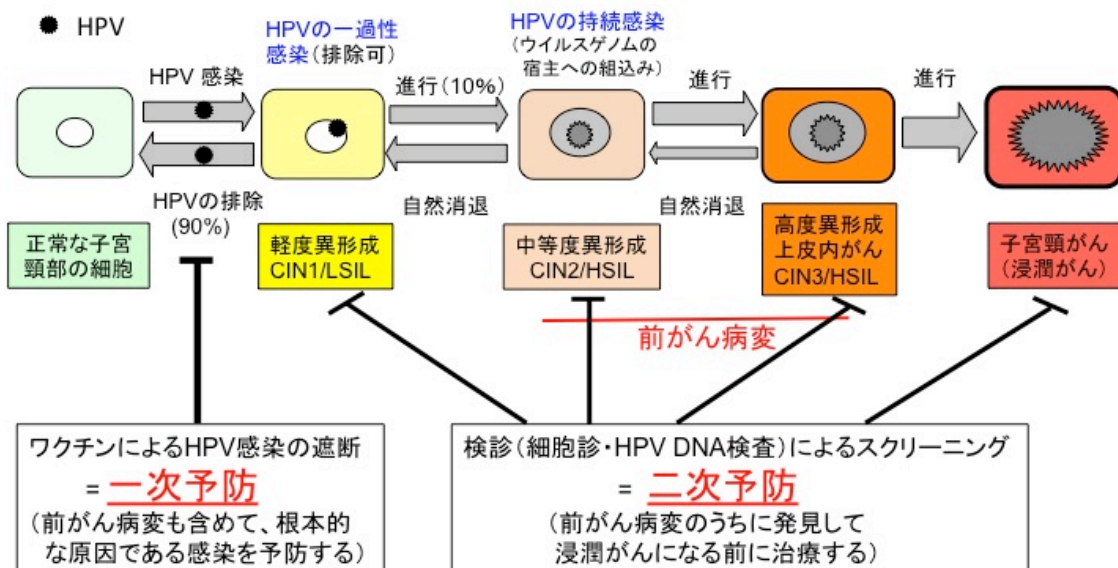 HPV
HPVの一過性
感染(排除可)
HPVの持続感染
(ウイルスゲノムの
宿主への組込み)
HPV 感染
進行(10%)
進行
進行
HPVの排除
(90%)
自然消退
自然消退
正常な子宮
頸部の細胞
軽度異形成
CIN1/LSIL
中等度異形成
CIN2/HSIL
高度異形成
上皮内がん
CIN3/HSIL
子宮頸がん
(浸潤がん)
前がん病変
ワクチンによるHPV感染の遮断
= 一次予防
(前がん病変も含めて、根本的
な原因である感染を予防する)
検診(細胞診・HPV DNA検査)によるスクリーニング
= 二次予防
(前がん病変のうちに発見して
浸潤がんになる前に治療する)